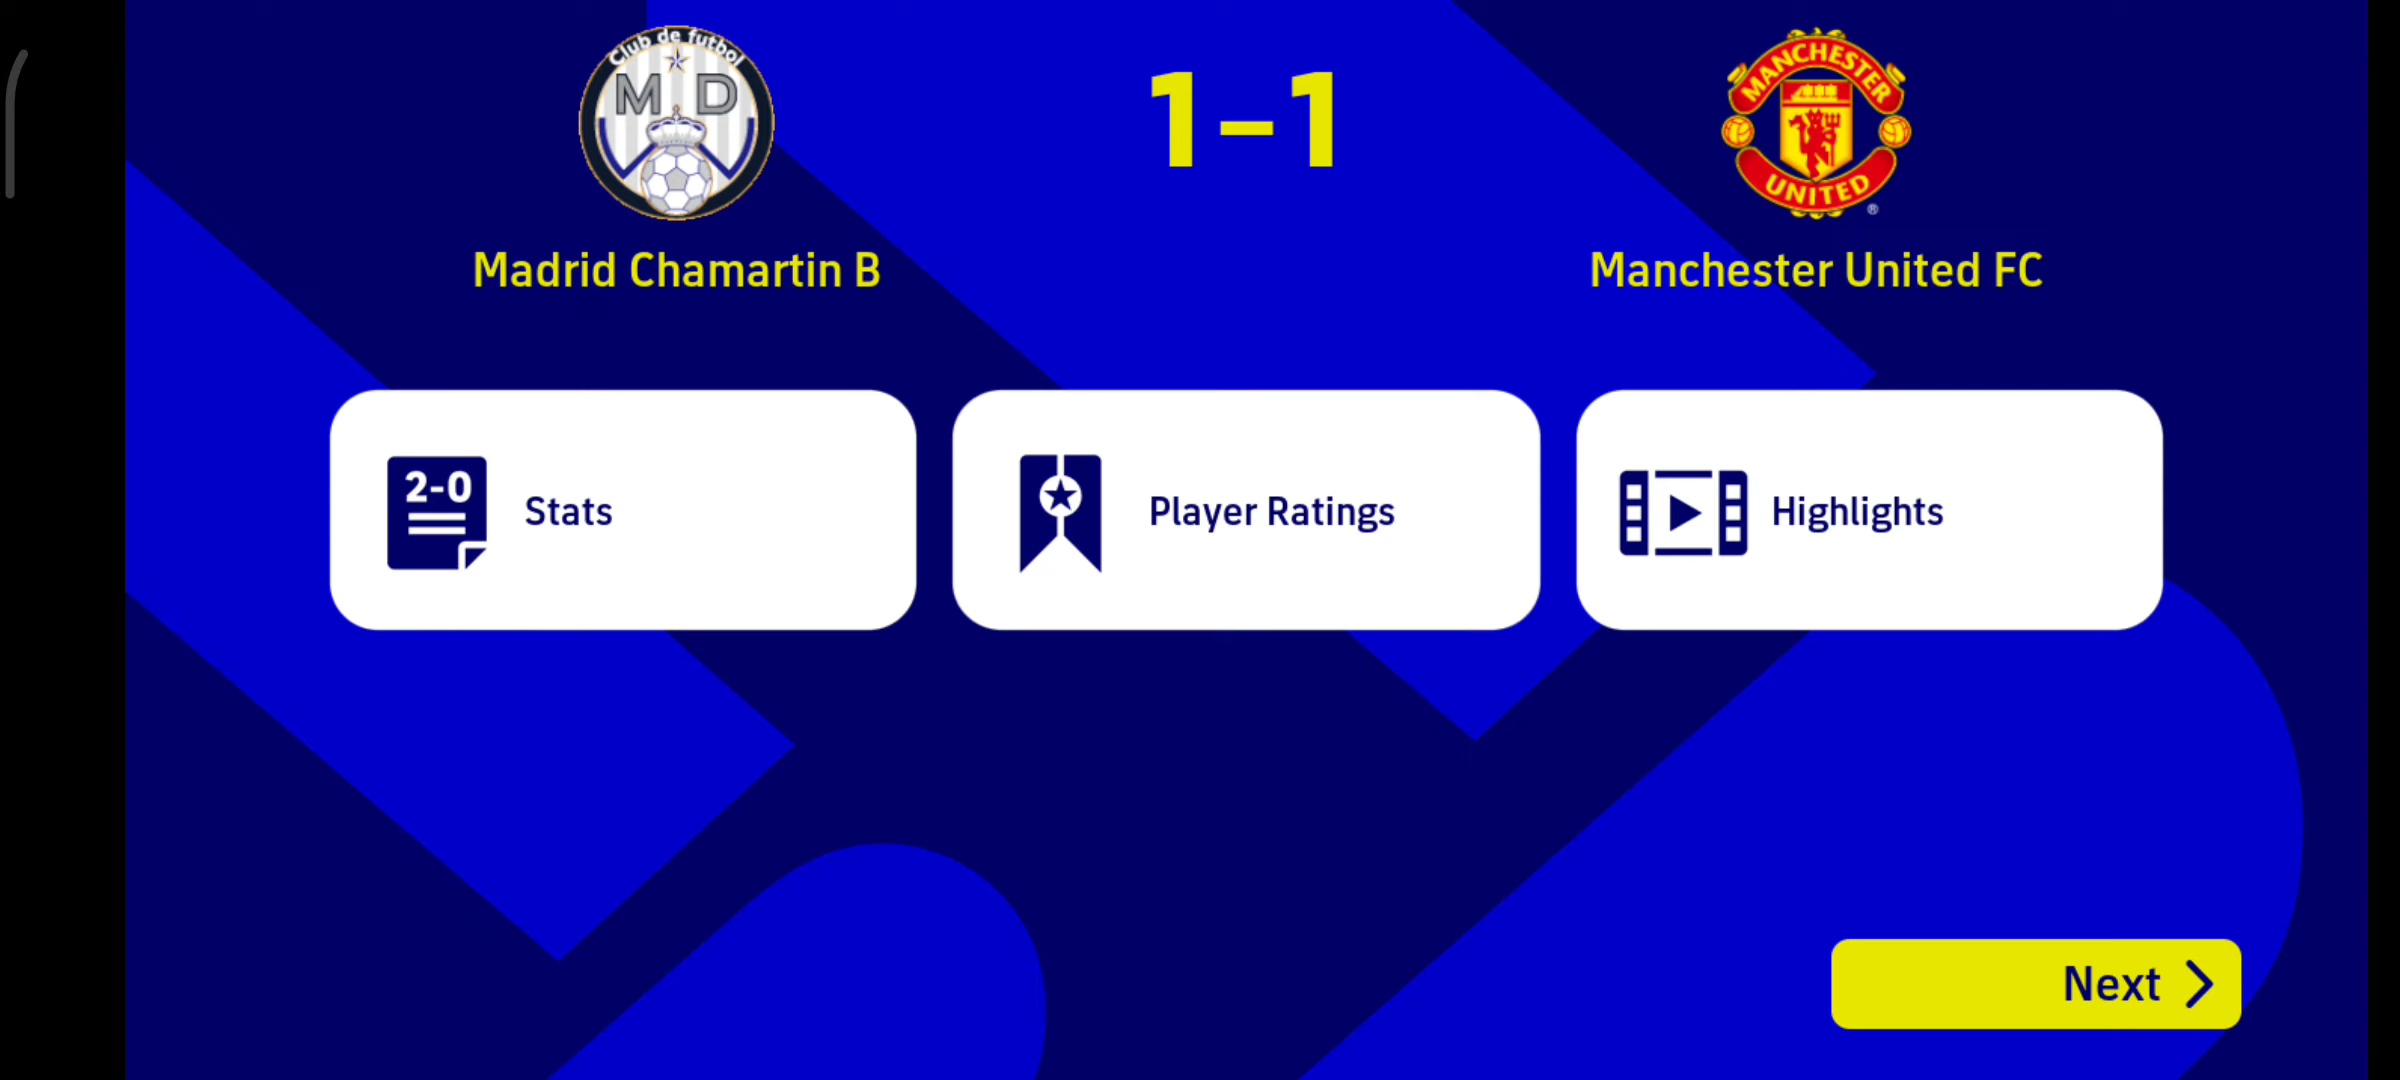 Club de futbol
M D
1-1
MANCHESTER
UNITED
®
Madrid Chamartin B
Manchester United FC
2-0
Stats
Player Ratings
Highlights
Next